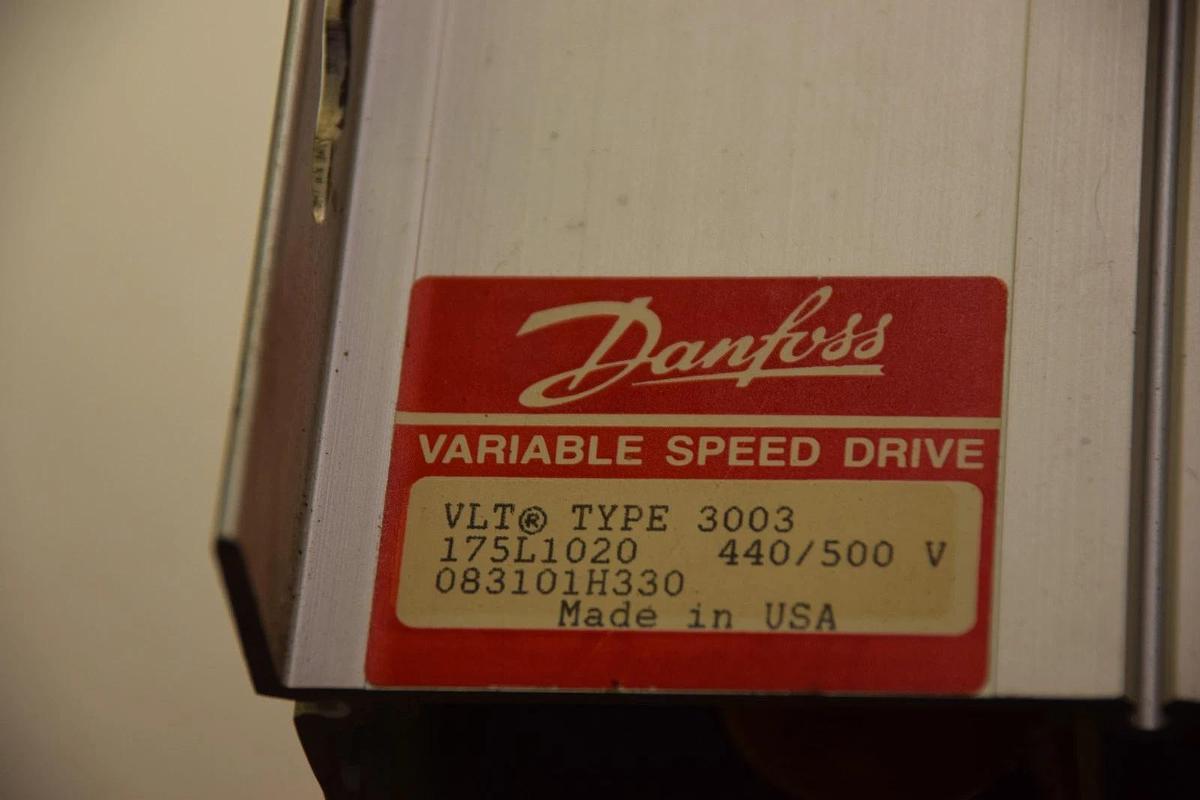 Danfoss
VARIABLE SPEED DRIVE
VLT® TYPE 3003
175L1020 440/500 V
083101H330
Made in USA